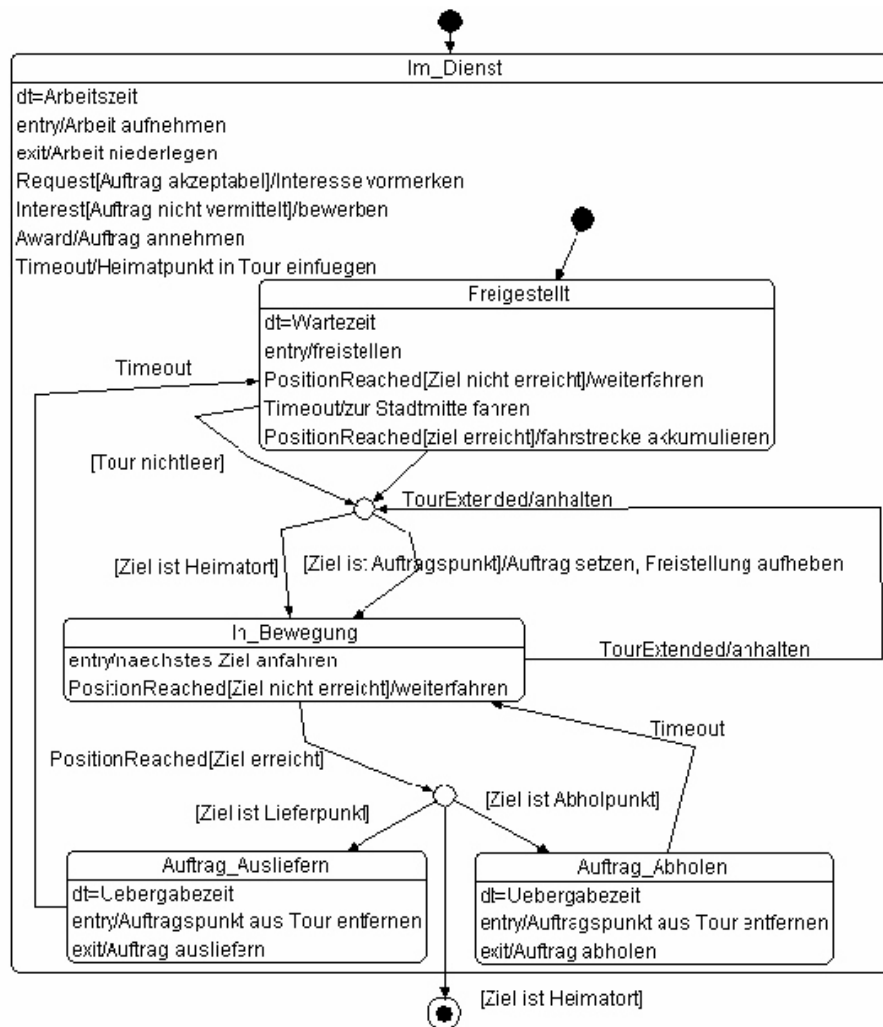 Im_Dienst
dt=Arbeitszeit
entry/Arbeit aufnehmen
exit/Arbeit niederlegen
Request[Auftrag akzeptabel]/Interesse vormerken
Interest[Auftrag nicht vermittelt]/bewerben
Award/Auftrag annehmen
Timeout/Heimatpunkt in Tour einfuegen
Freigestellt
dt=Wartezeit
entry/freistellen
PositionReached[Ziel nicht erreicht]/weiterfahren
Timeout/zur Stadtmitte fahren
PositionReached[ziel erreicht]/fahrstrecke akkumulieren
Timeout
[Tour nichtleer]
TourExtended/anhalten
[Ziel ist Heimatort]
[Ziel ist Auftragspunkt]/Auftrag setzen, Freistellung aufheben
In_Bewegung
entry/naechstes Ziel anfahren
PositionReached[Ziel nicht erreicht]/weiterfahren
TourExtended/anhalten
Timeout
PositionReached[Ziel erreicht]
[Ziel ist Lieferpunkt]
[Ziel ist Abholpunkt]
Auftrag_Ausliefern
dt=Uebergabezeit
entry/Auftragspunkt aus Tour entfernen
exit/Auftrag ausliefern
Auftrag_Abholen
dt=Uebergabezeit
entry/Auftragspunkt aus Tour entfernen
exit/Auftrag abholen
[Ziel ist Heimatort]